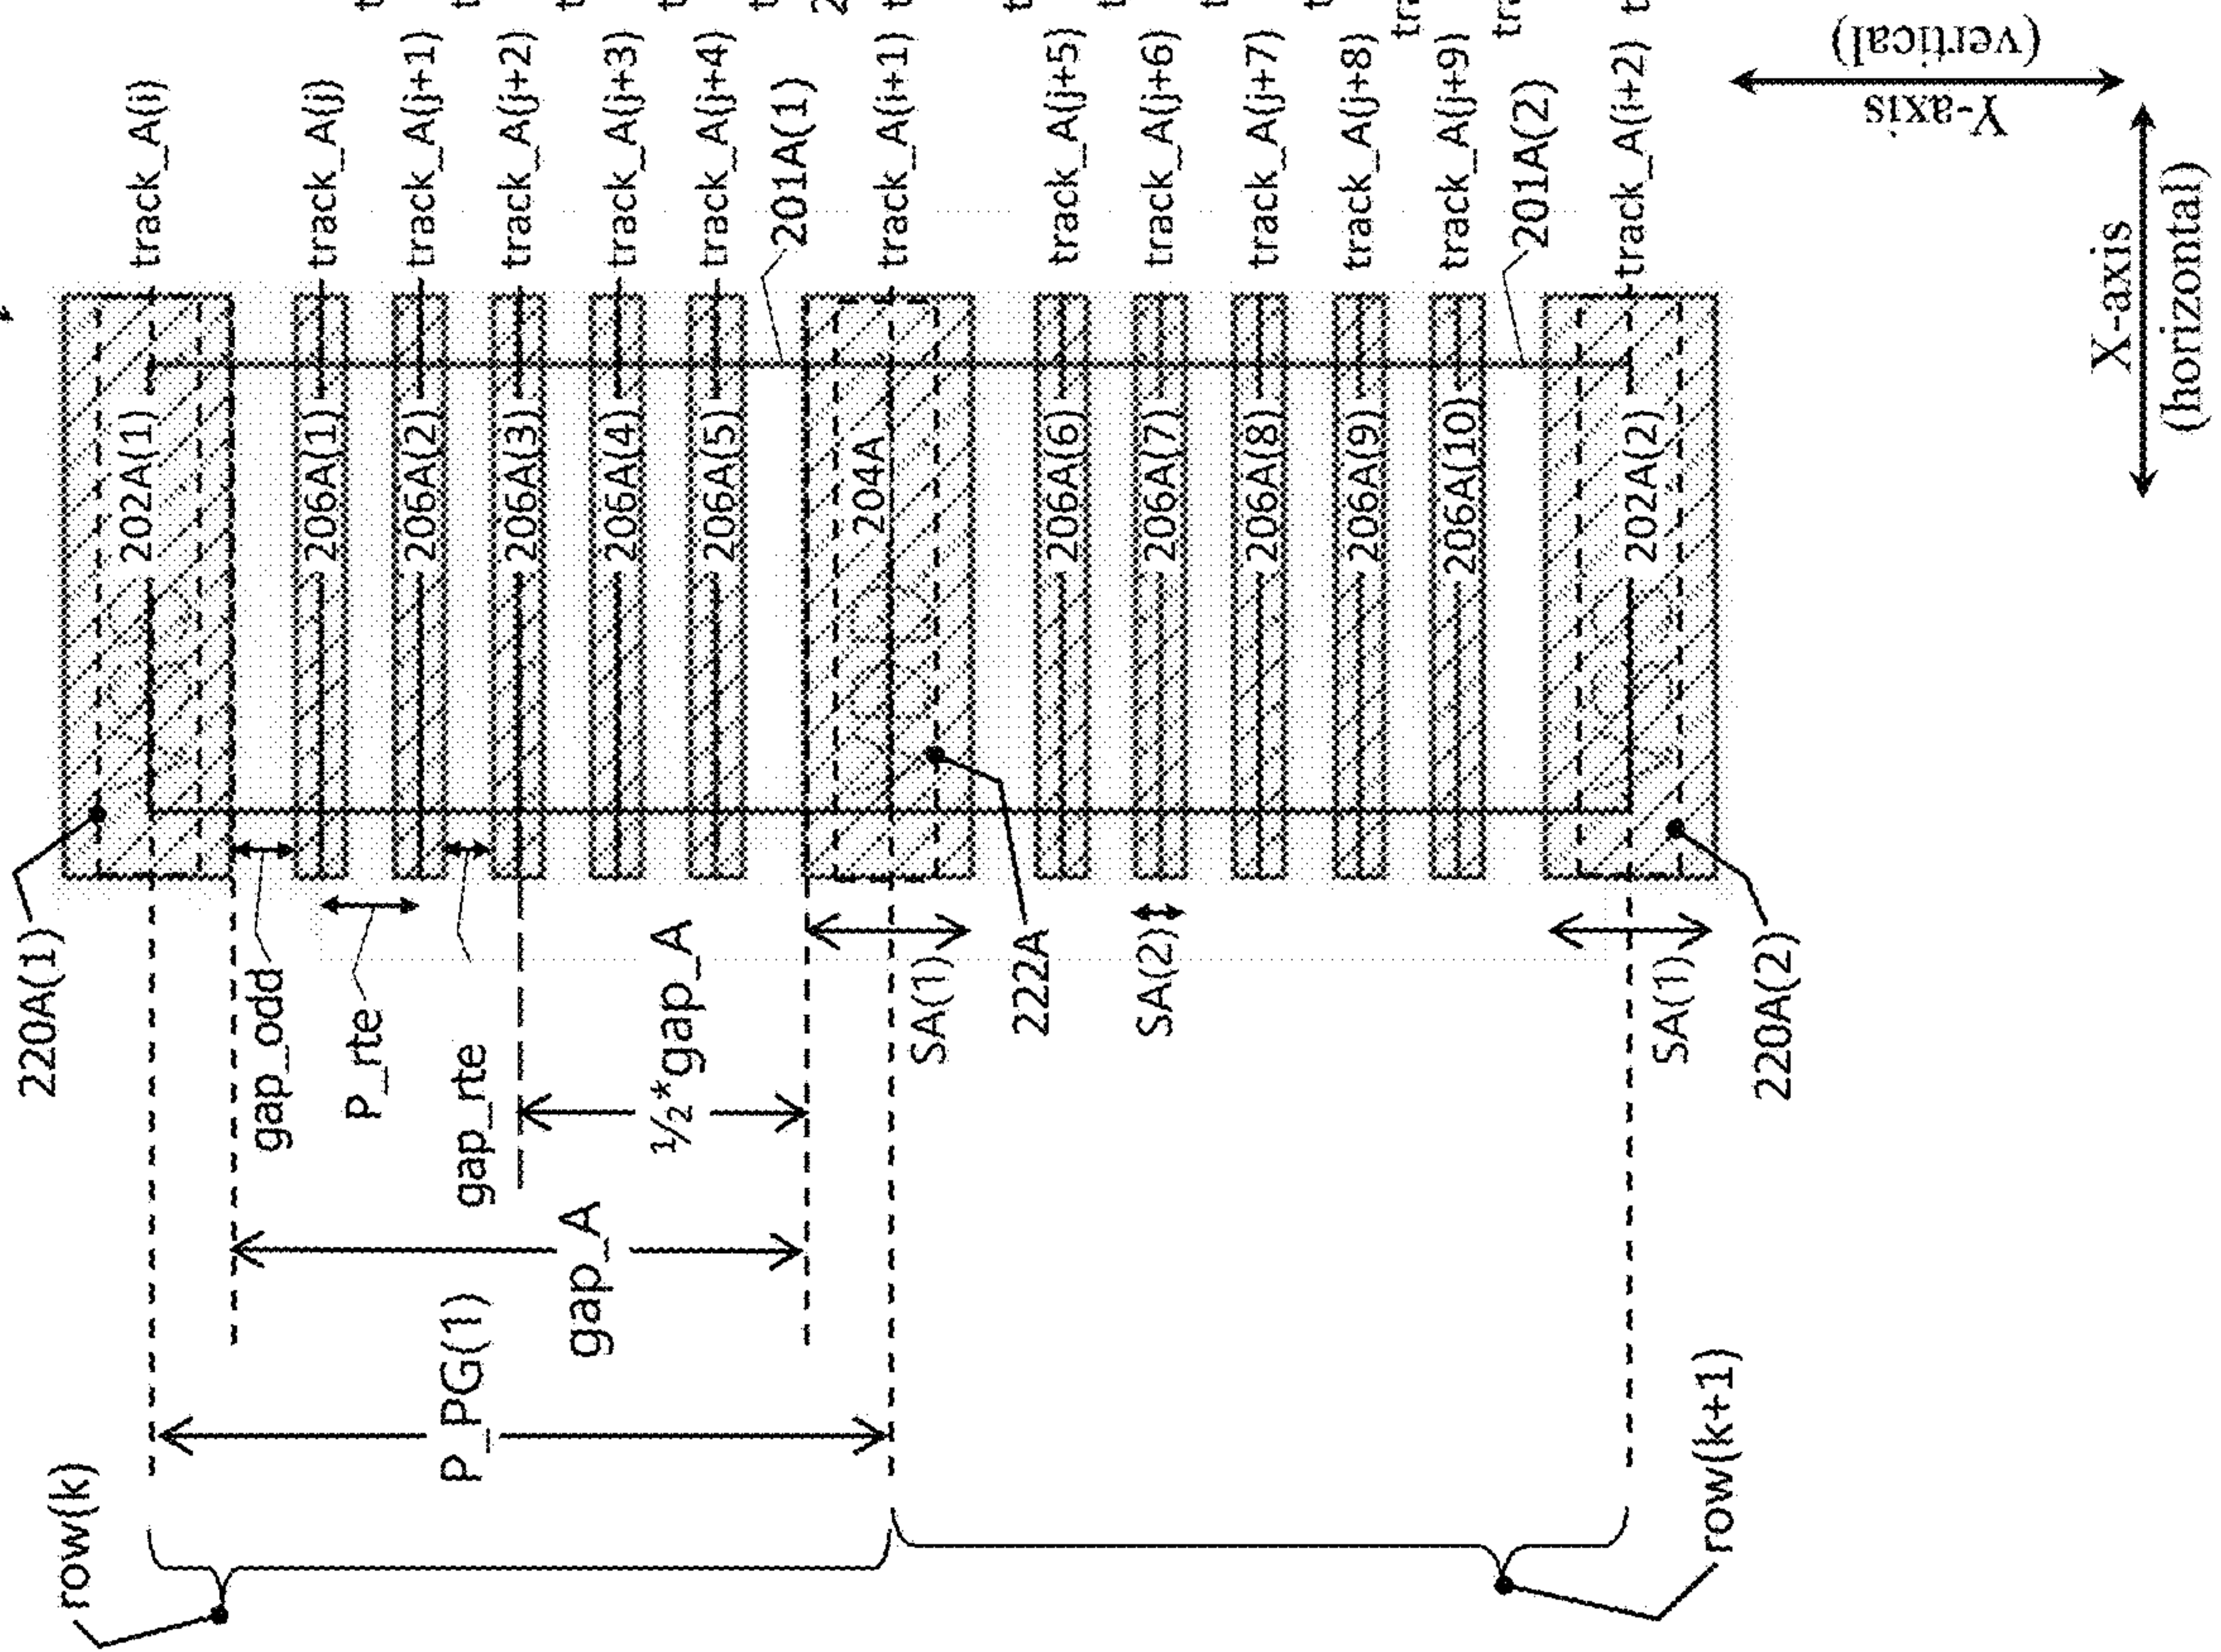 220A(1)
202A(1)
track_A(i)
gap_odd
206A(1)
track_A(j)
P_rte
206A(2)
track_A(j+1)
gap_rte
206A(3)
track_A(j+2)
206A(4)
track_A(j+3)
½*gap_A
206A(5)
track_A(j+4)
gap_A
201A(1)
row(k)
P_PG(1)
204A
track_A(i+1)
SA(1)
222A
206A(6)
track_A(j+5)
SA(2)
206A(7)
track_A(j+6)
206A(8)
track_A(j+7)
206A(9)
track_A(j+8)
206A(10)
track_A(j+9)
201A(2)
202A(2)
track_A(i+2)
SA(1)
220A(2)
row(k+1)
Y-axis
(vertical)
X-axis
(horizontal)